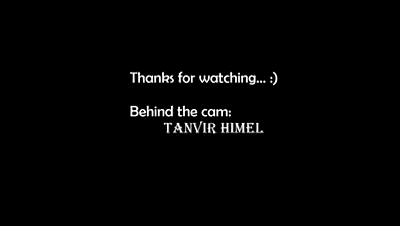 Thanks for watching... :)
Behind the cam:
TANVIR HIMEL